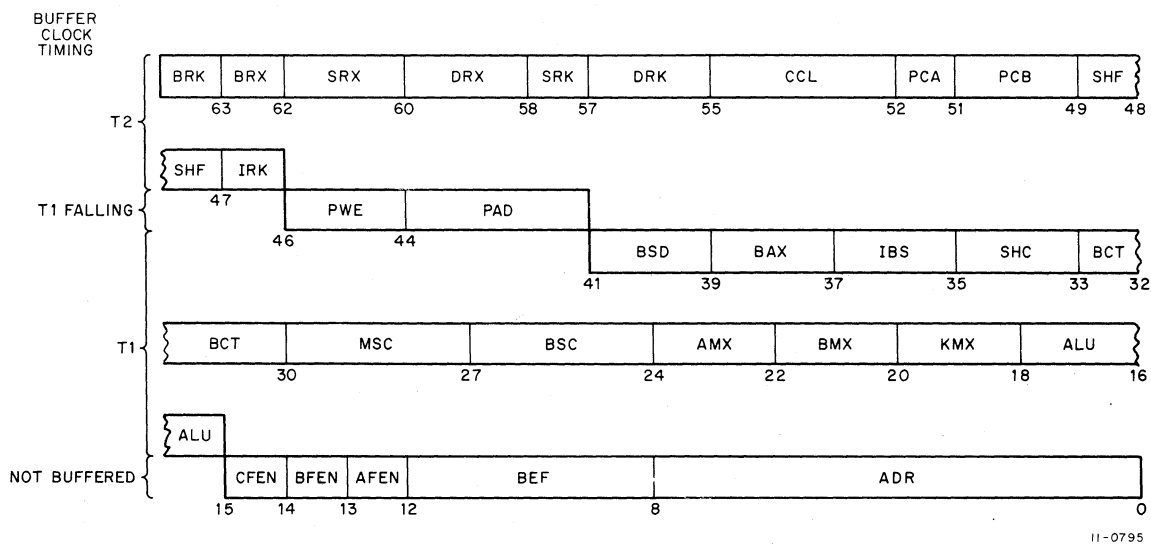 BUFFER
CLOCK
TIMING
BRK BRX SRX DRX SRK DRK CCL PCA PCB SHF
63 62 60 58 57 55 52 51 49 48
T2
SHF IRK
47
T1 FALLING
PWE PAD
46 44
BSD BAX IBS SHC BCT
41 39 37 35 33 32
T1
BCT MSC BSC AMX BMX KMX ALU
30 27 24 22 20 18 16
ALU
NOT BUFFERED
CFEN BFEN AFEN BEF ADR
15 14 13 12 8 0
11-0795